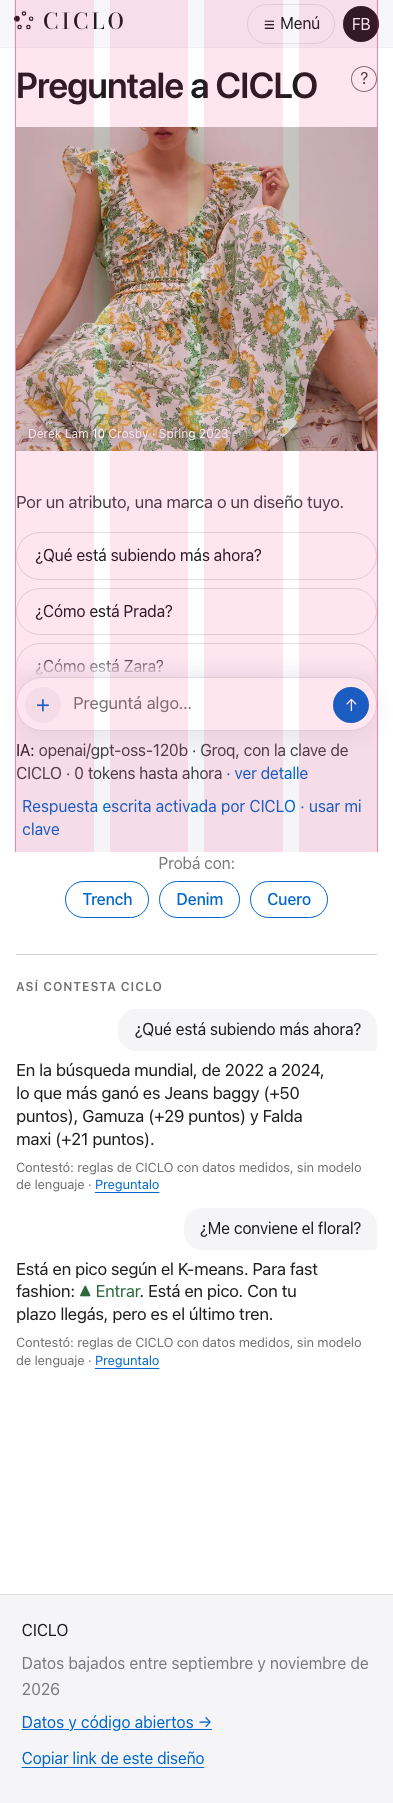 CICLO
Menú
FB
Preguntale a CICLO
?
Derek Lam 10 Crosby · Spring 2023
Por un atributo, una marca o un diseño tuyo.
¿Qué está subiendo más ahora?
¿Cómo está Prada?
¿Cómo está Zara?
Preguntá algo...
IA: openai/gpt-oss-120b · Groq, con la clave de
CICLO · 0 tokens hasta ahora · ver detalle
Respuesta escrita activada por CICLO · usar mi
clave
Probá con:
Trench
Denim
Cuero
ASÍ CONTESTA CICLO
¿Qué está subiendo más ahora?
En la búsqueda mundial, de 2022 a 2024,
lo que más ganó es Jeans baggy (+50
puntos), Gamuza (+29 puntos) y Falda
maxi (+21 puntos).
Contestó: reglas de CICLO con datos medidos, sin modelo
de lenguaje · Preguntalo
¿Me conviene el floral?
Está en pico según el K-means. Para fast
fashion: ▲ Entrar. Está en pico. Con tu
plazo llegás, pero es el último tren.
Contestó: reglas de CICLO con datos medidos, sin modelo
de lenguaje · Preguntalo
CICLO
Datos bajados entre septiembre y noviembre de
2026
Datos y código abiertos →
Copiar link de este diseño